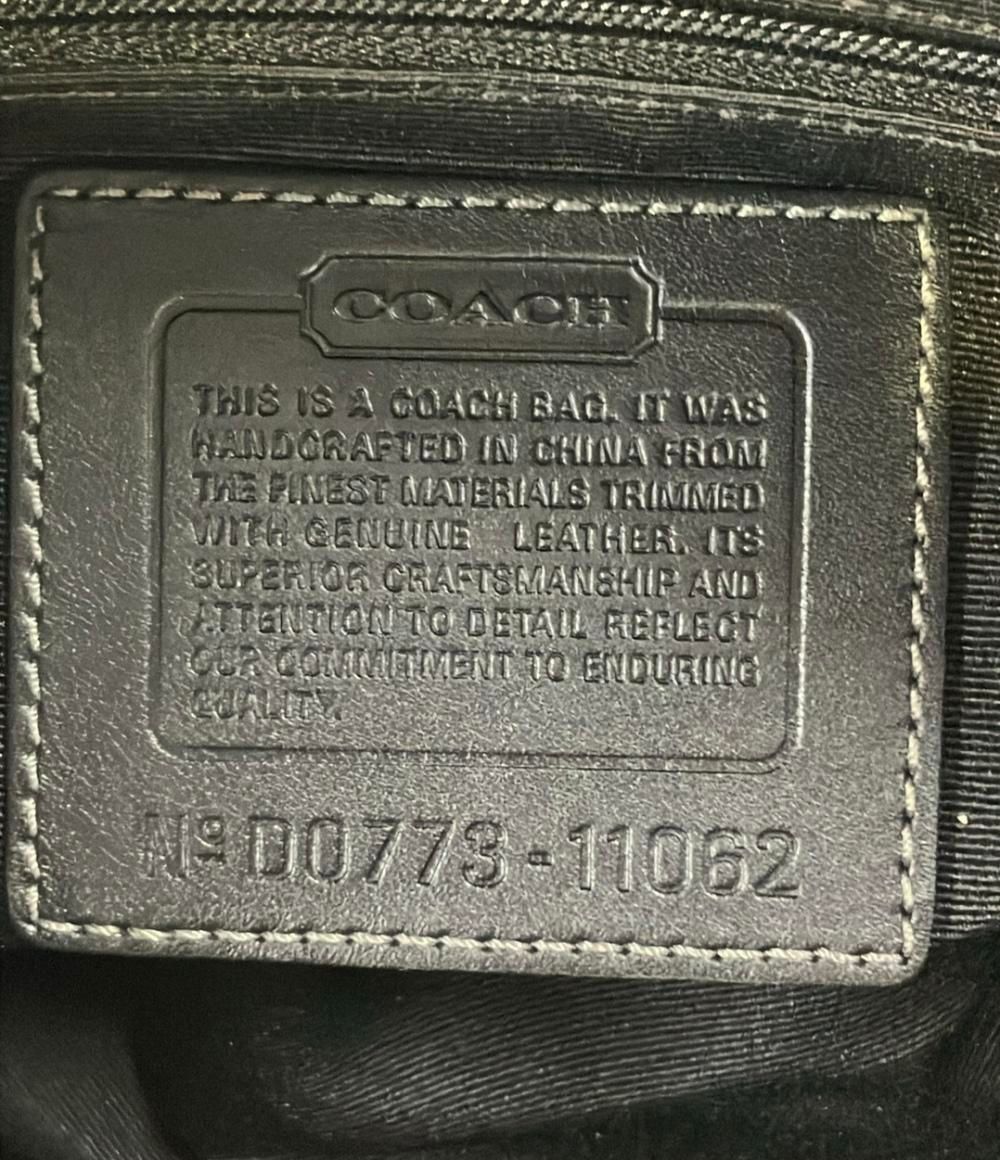 COACH
THIS IS A COACH BAG. IT WAS
HANDCRAFTED IN CHINA FROM
THE FINEST MATERIALS TRIMMED
WITH GENUINE LEATHER. ITS
SUPERIOR CRAFTSMANSHIP AND
ATTENTION TO DETAIL REFLECT
OUR COMMITMENT TO ENDURING
QUALITY.
Nº D0773-11062